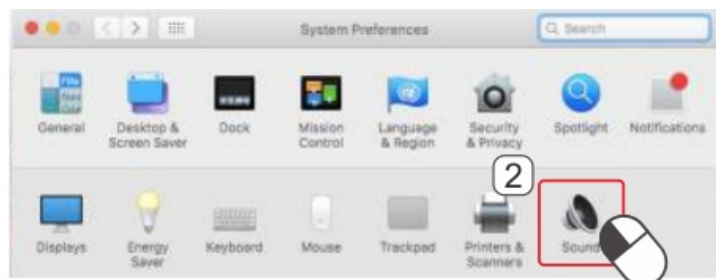 System Preferences
Search
General
Desktop &
Screen Saver
Dock
Mission
Control
Language
& Region
Security
& Privacy
Spotlight
Notifications
2
Displays
Energy
Saver
Keyboard
Mouse
Trackpad
Printers &
Scanners
Sound